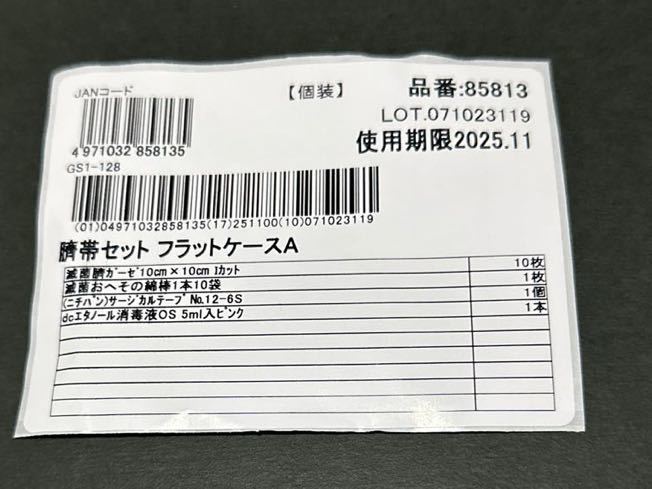 JANコード
【個装】
品番:85813
4 971032 858135
LOT.071023119
使用期限2025.11
GS1-128
(01)04971032858135(17)251100(10)071023119
臍帯セット フラットケースA
滅菌臍ガーゼ10cm×10cm Iカット 10枚
滅菌おへその綿棒1本10袋 1枚
(ニチバン)サージカルテープ No.12-6S 1個
dcエタノール消毒液OS 5ml入ピンク 1本